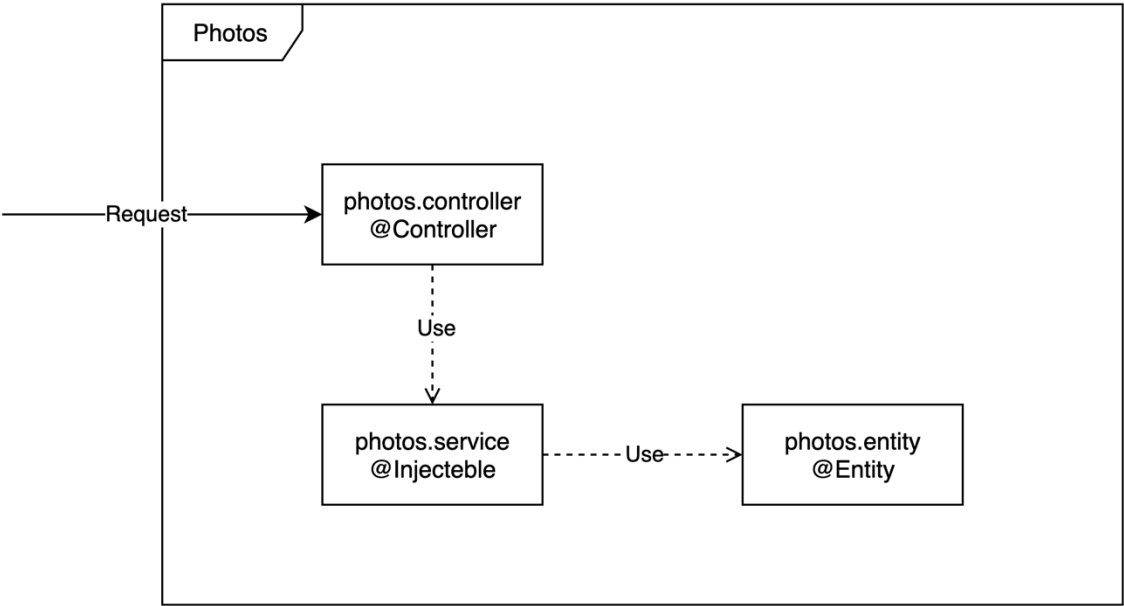 Photos
Request
photos.controller
@Controller
Use
photos.service
@Injecteble
Use
photos.entity
@Entity